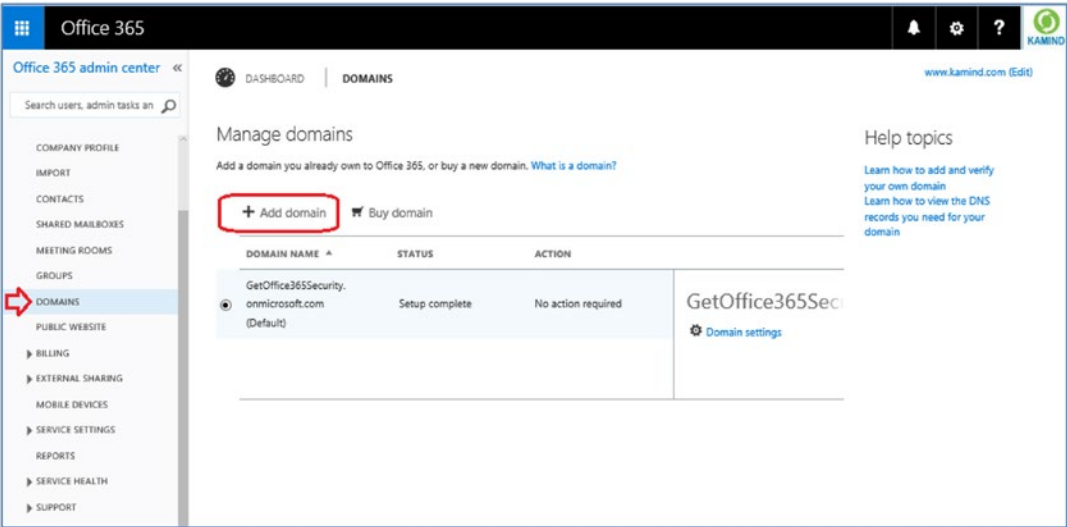 Office 365
?
KAMIND
Office 365 admin center «
Search users, admin tasks an
COMPANY PROFILE
IMPORT
CONTACTS
SHARED MAILBOXES
MEETING ROOMS
GROUPS
DOMAINS
PUBLIC WEBSITE
BILLING
EXTERNAL SHARING
MOBILE DEVICES
SERVICE SETTINGS
REPORTS
SERVICE HEALTH
SUPPORT
DASHBOARD | DOMAINS
www.kamind.com (Edit)
Manage domains
Add a domain you already own to Office 365, or buy a new domain. What is a domain?
+ Add domain Buy domain
DOMAIN NAME STATUS ACTION
GetOffice365Security.
onmicrosoft.com Setup complete No action required
(Default)
GetOffice365Sec
Domain settings
Help topics
Learn how to add and verify
your own domain
Learn how to view the DNS
records you need for your
domain